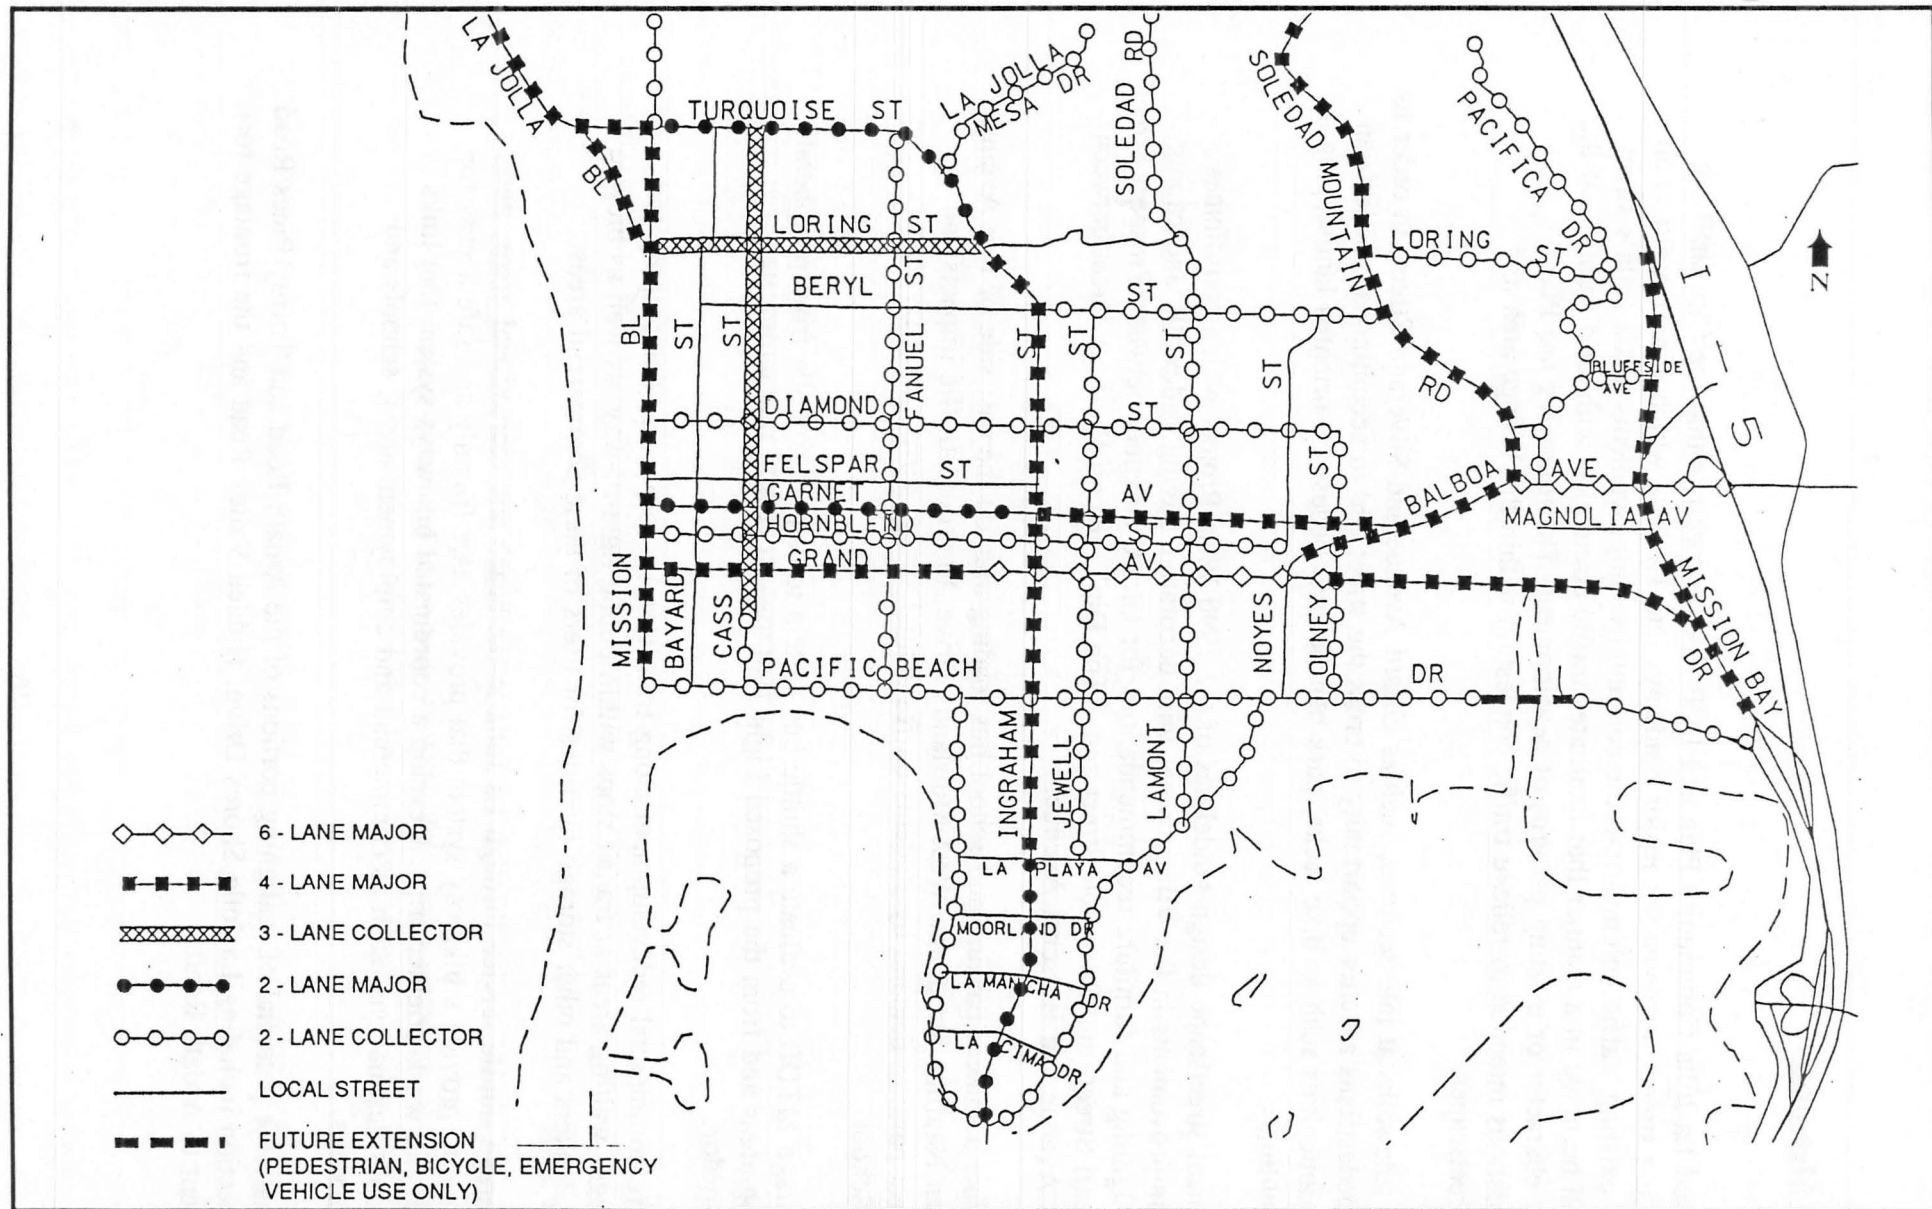 LA JOLLA
BL
TURQUOISE ST
LA JOLLA
MESA DR
SOLEDAD RD
SOLEDAD MOUNTAIN
RD
PACIFICA
DR
LORING ST
LORING
ST
I-5
N
BERYL
ST
BL
ST
ST
FANUEL
ST
ST
ST
ST
ST
BLUFFSIDE
AVE
DIAMOND
ST
FELSPAR
ST
ST
GARNET
AV
BALBOA
AVE
HORNBLEND
ST
MAGNOLIA AV
GRAND
AV
MISSION
BAYARD
CASS
PACIFIC BEACH
DR
NOYES
OLNEY
MISSION BAY
DR
INGRAHAM
JEWELL
LAMONT
LA PLAYA AV
MOORLAND DR
LA MANCHA
DR
LA CIMA
DR
6 - LANE MAJOR
4 - LANE MAJOR
3 - LANE COLLECTOR
2 - LANE MAJOR
2 - LANE COLLECTOR
LOCAL STREET
FUTURE EXTENSION
(PEDESTRIAN, BICYCLE, EMERGENCY
VEHICLE USE ONLY)